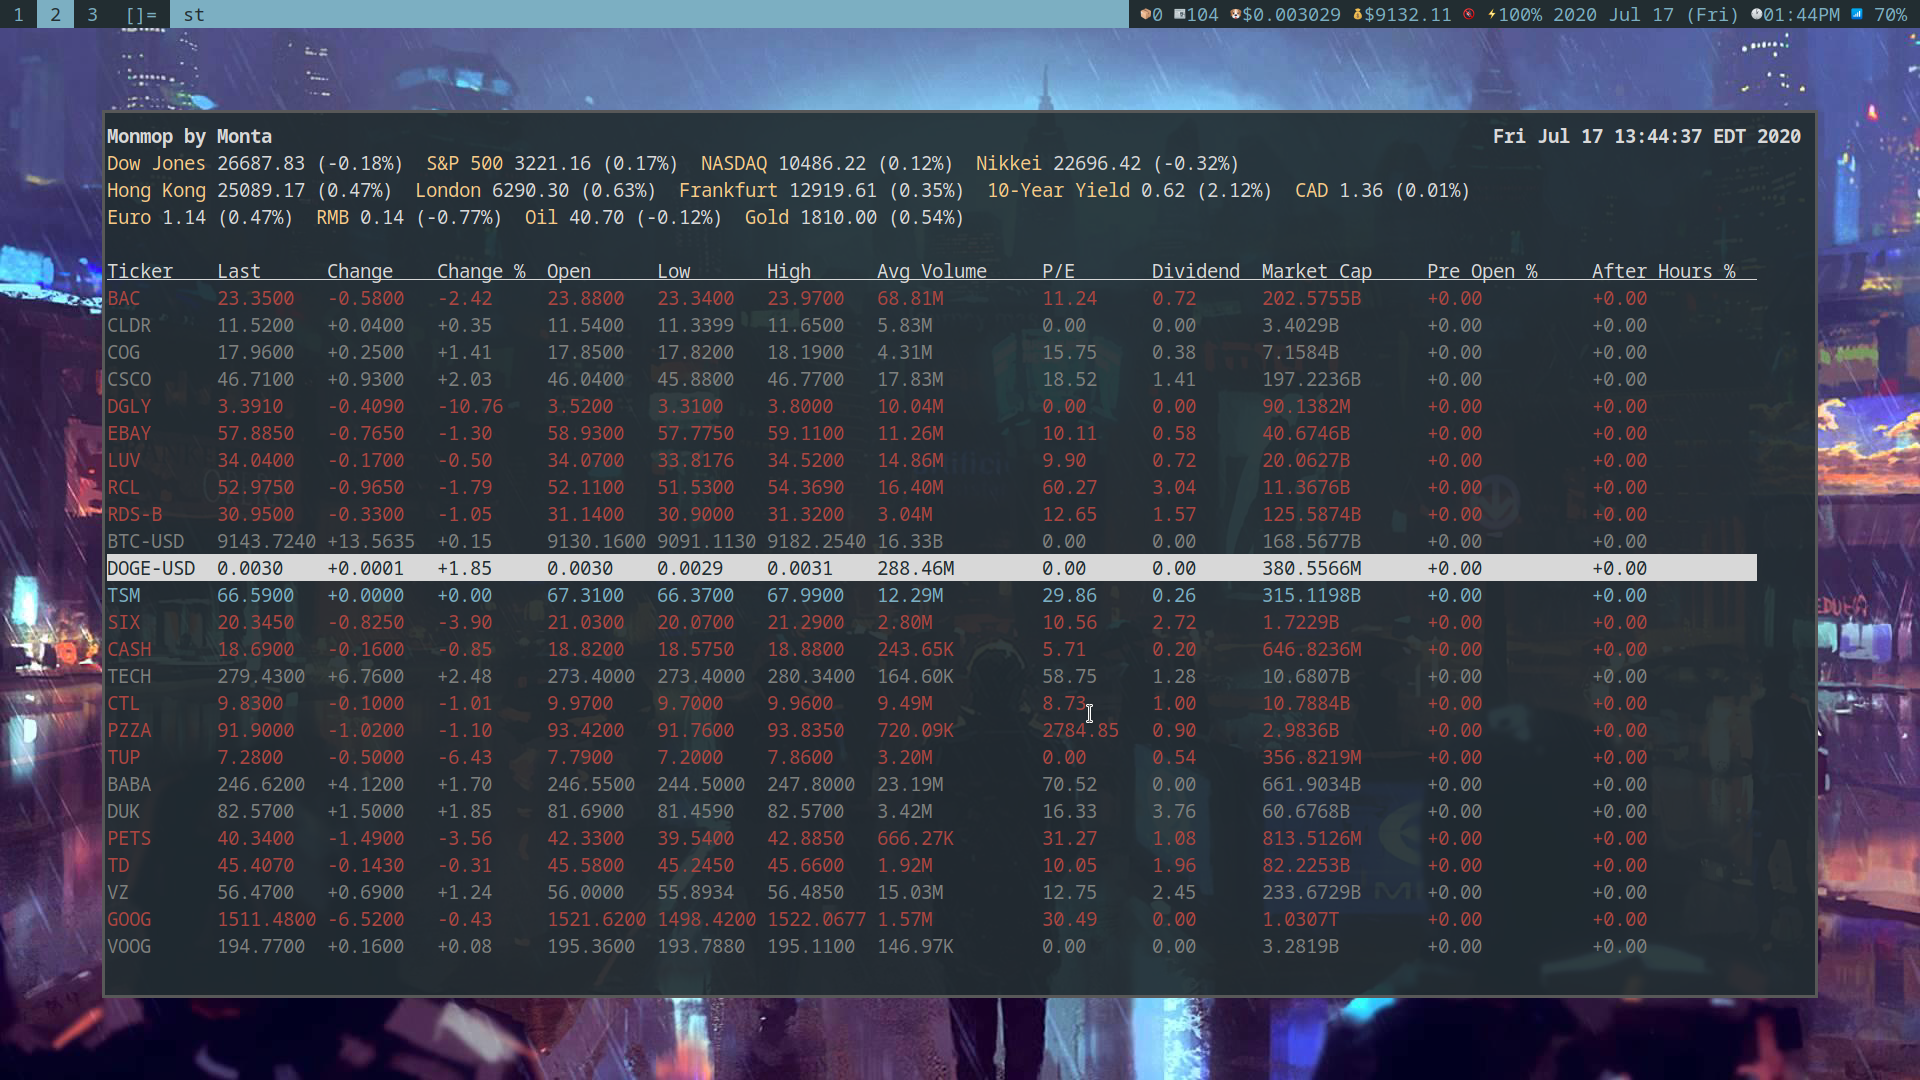 1 2 3 []= st 0 104 $0.003029 $9132.11 100% 2020 Jul 17 (Fri) 01:44PM 70%
Monmop by Monta Fri Jul 17 13:44:37 EDT 2020
Dow Jones 26687.83 (-0.18%) S&P 500 3221.16 (0.17%) NASDAQ 10486.22 (0.12%) Nikkei 22696.42 (-0.32%)
Hong Kong 25089.17 (0.47%) London 6290.30 (0.63%) Frankfurt 12919.61 (0.35%) 10-Year Yield 0.62 (2.12%) CAD 1.36 (0.01%)
Euro 1.14 (0.47%) RMB 0.14 (-0.77%) Oil 40.70 (-0.12%) Gold 1810.00 (0.54%)
Ticker Last Change Change % Open Low High Avg Volume P/E Dividend Market Cap Pre Open % After Hours %
BAC 23.3500 -0.5800 -2.42 23.8800 23.3400 23.9700 68.81M 11.24 0.72 202.5755B +0.00 +0.00
CLDR 11.5200 +0.0400 +0.35 11.5400 11.3399 11.6500 5.83M 0.00 0.00 3.4029B +0.00 +0.00
COG 17.9600 +0.2500 +1.41 17.8500 17.8200 18.1900 4.31M 15.75 0.38 7.1584B +0.00 +0.00
CSCO 46.7100 +0.9300 +2.03 46.0400 45.8800 46.7700 17.83M 18.52 1.41 197.2236B +0.00 +0.00
DGLY 3.3910 -0.4090 -10.76 3.5200 3.3100 3.8000 10.04M 0.00 0.00 90.1382M +0.00 +0.00
EBAY 57.8850 -0.7650 -1.30 58.9300 57.7750 59.1100 11.26M 10.11 0.58 40.6746B +0.00 +0.00
LUV 34.0400 -0.1700 -0.50 34.0700 33.8176 34.5200 14.86M 9.90 0.72 20.0627B +0.00 +0.00
RCL 52.9750 -0.9650 -1.79 52.1100 51.5300 54.3690 16.40M 60.27 3.04 11.3676B +0.00 +0.00
RDS-B 30.9500 -0.3300 -1.05 31.1400 30.9000 31.3200 3.04M 12.65 1.57 125.5874B +0.00 +0.00
BTC-USD 9143.7240 +13.5635 +0.15 9130.1600 9091.1130 9182.2540 16.33B 0.00 0.00 168.5677B +0.00 +0.00
DOGE-USD 0.0030 +0.0001 +1.85 0.0030 0.0029 0.0031 288.46M 0.00 0.00 380.5566M +0.00 +0.00
TSM 66.5900 +0.0000 +0.00 67.3100 66.3700 67.9900 12.29M 29.86 0.26 315.1198B +0.00 +0.00
SIX 20.3450 -0.8250 -3.90 21.0300 20.0700 21.2900 2.80M 10.56 2.72 1.7229B +0.00 +0.00
CASH 18.6900 -0.1600 -0.85 18.8200 18.5750 18.8800 243.65K 5.71 0.20 646.8236M +0.00 +0.00
TECH 279.4300 +6.7600 +2.48 273.4000 273.4000 280.3400 164.60K 58.75 1.28 10.6807B +0.00 +0.00
CTL 9.8300 -0.1000 -1.01 9.9700 9.7000 9.9600 9.49M 8.73 1.00 10.7884B +0.00 +0.00
PZZA 91.9000 -1.0200 -1.10 93.4200 91.7600 93.8350 720.09K 2784.85 0.90 2.9836B +0.00 +0.00
TUP 7.2800 -0.5000 -6.43 7.7900 7.2000 7.8600 3.20M 0.00 0.54 356.8219M +0.00 +0.00
BABA 246.6200 +4.1200 +1.70 246.5500 244.5000 247.8000 23.19M 70.52 0.00 661.9034B +0.00 +0.00
DUK 82.5700 +1.5000 +1.85 81.6900 81.4590 82.5700 3.42M 16.33 3.76 60.6768B +0.00 +0.00
PETS 40.3400 -1.4900 -3.56 42.3300 39.5400 42.8850 666.27K 31.27 1.08 813.5126M +0.00 +0.00
TD 45.4070 -0.1430 -0.31 45.5800 45.2450 45.6600 1.92M 10.05 1.96 82.2253B +0.00 +0.00
VZ 56.4700 +0.6900 +1.24 56.0000 55.8934 56.4850 15.03M 12.75 2.45 233.6729B +0.00 +0.00
GOOG 1511.4800 -6.5200 -0.43 1521.6200 1498.4200 1522.0677 1.57M 30.49 0.00 1.0307T +0.00 +0.00
VOOG 194.7700 +0.1600 +0.08 195.3600 193.7880 195.1100 146.97K 0.00 0.00 3.2819B +0.00 +0.00